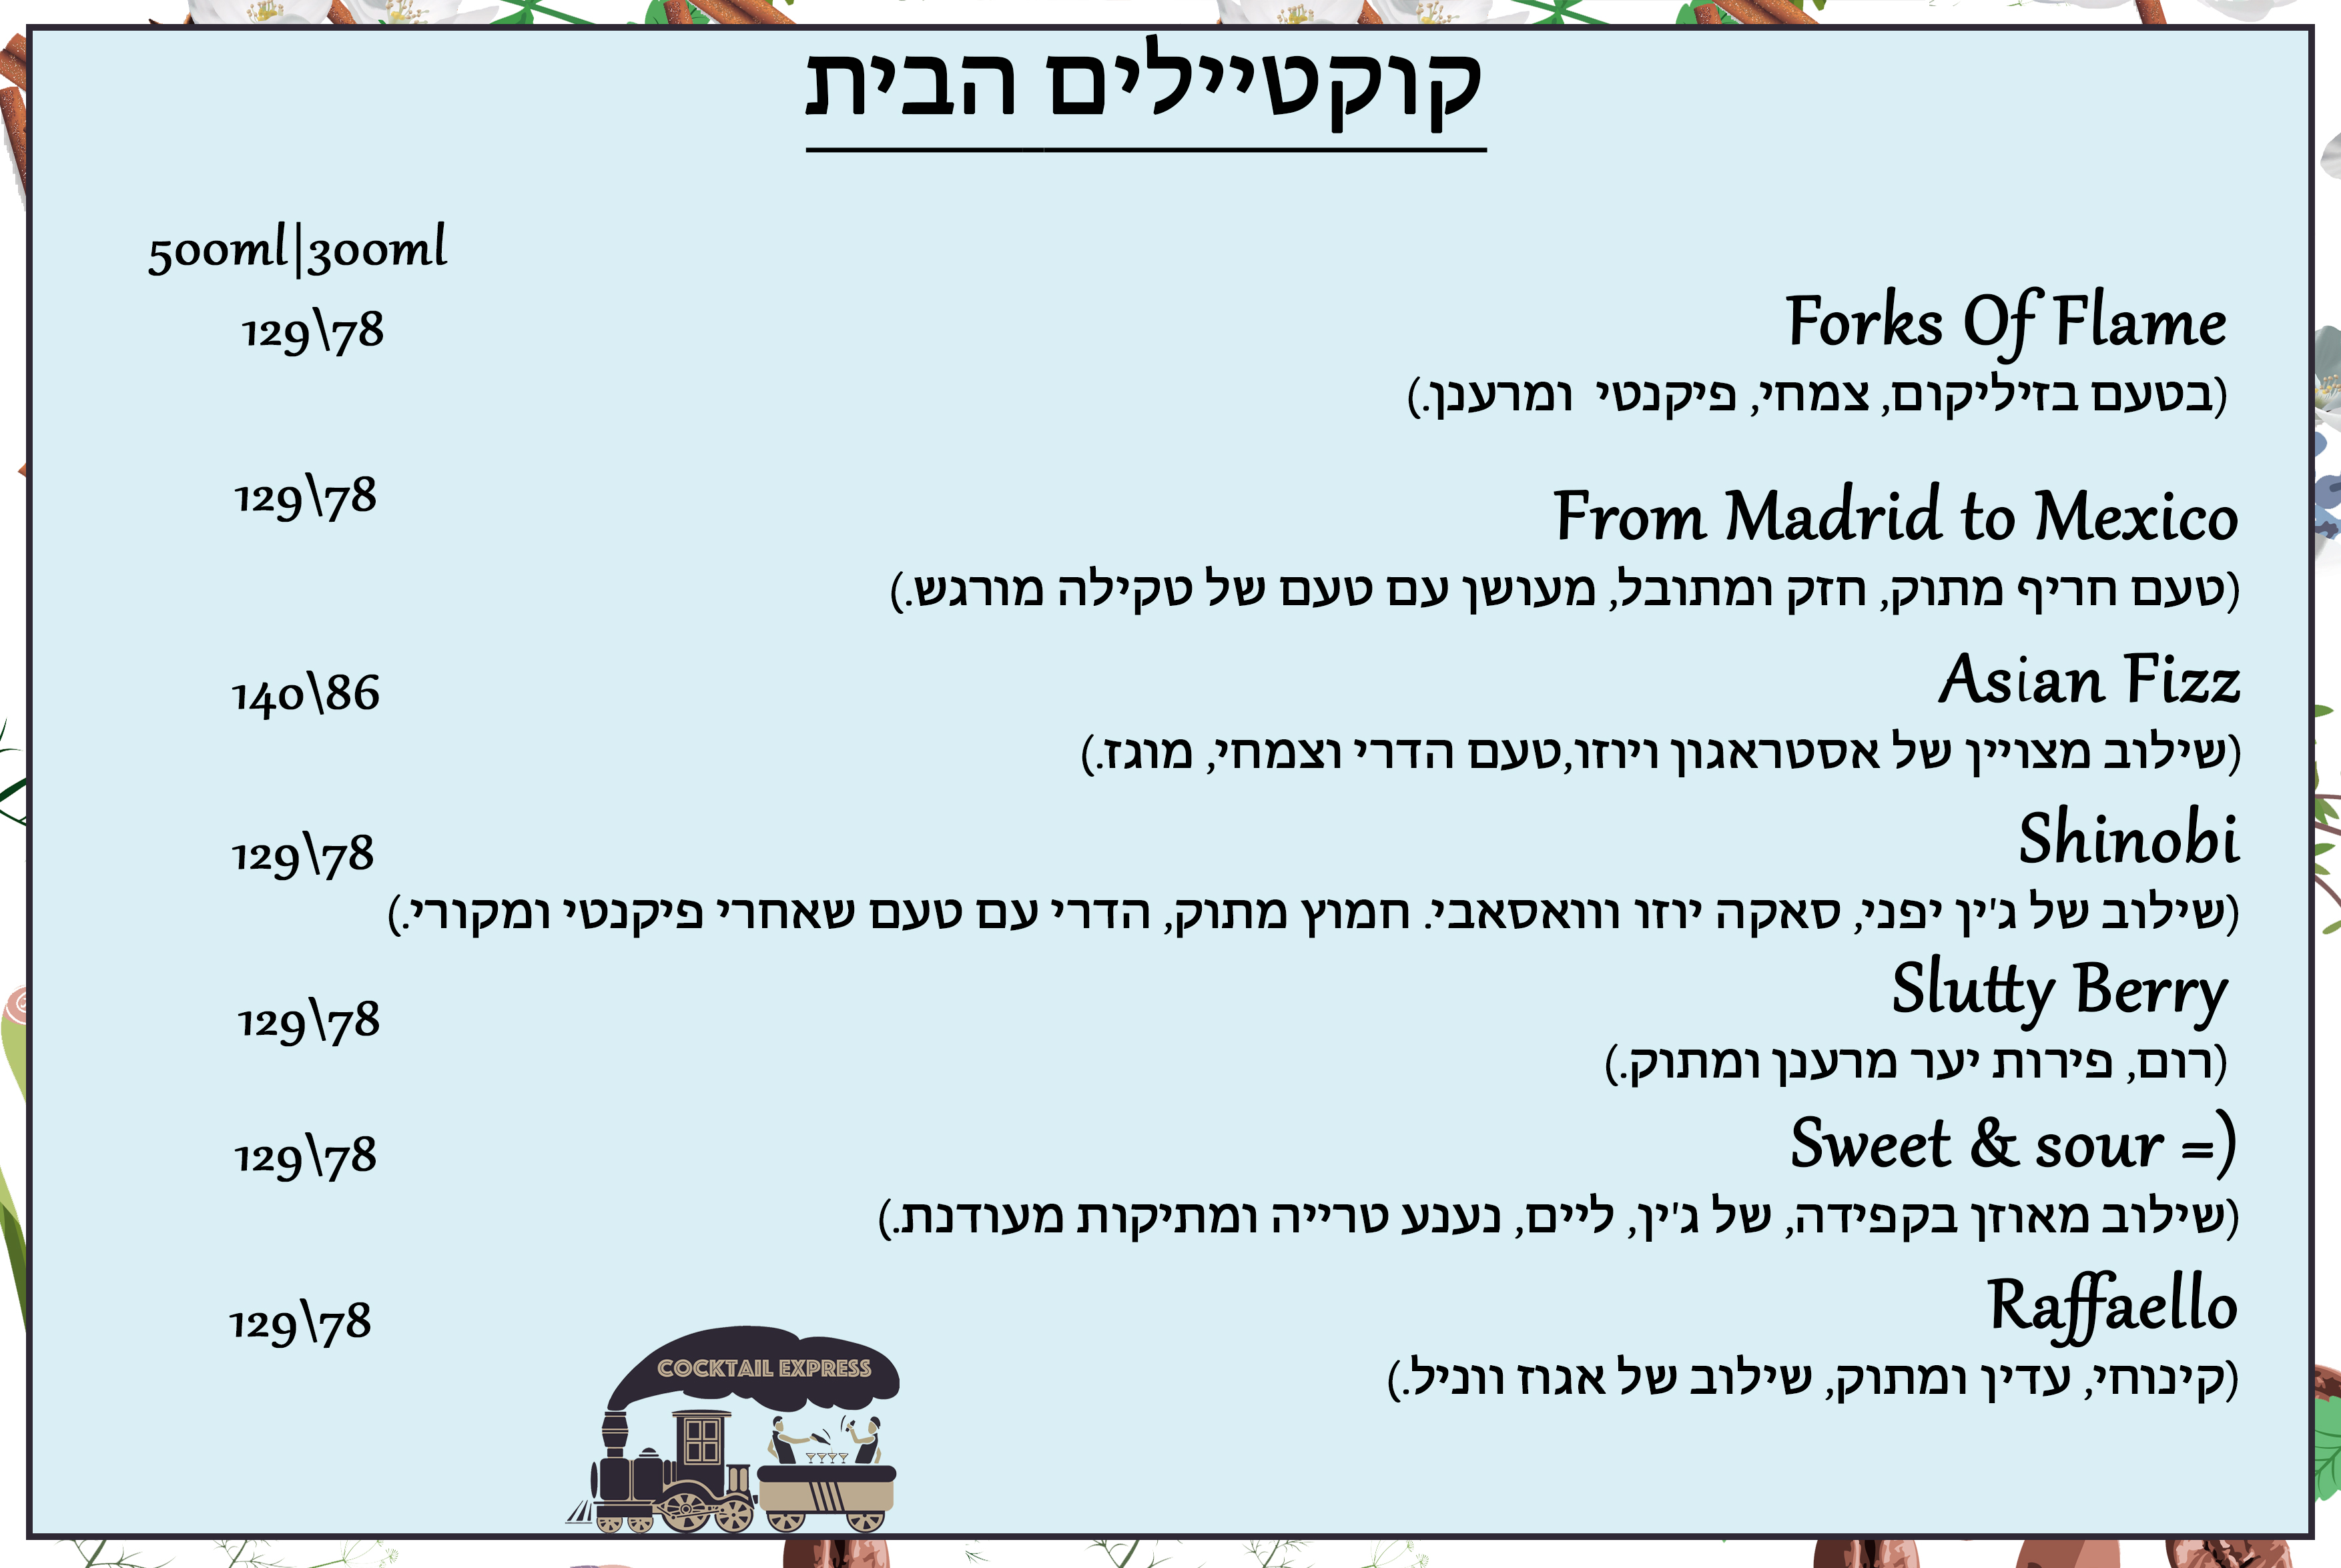 קוקטיילים הבית
500ml|300ml
Forks Of Flame
129\78
(בטעם בזיליקום, צמחי, פיקנטי ומרענן.)
From Madrid to Mexico
129\78
(טעם חריף מתוק, חזק ומתובל, מעושן עם טעם של טקילה מורגש.)
Asian Fizz
140\86
(שילוב מצויין של אסטראגון ויוזו,טעם הדרי וצמחי, מוגז.)
Shinobi
129\78
(שילוב של ג'ין יפני, סאקה יוזו ווואסאבי. חמוץ מתוק, הדרי עם טעם שאחרי פיקנטי ומקורי.)
Slutty Berry
129\78
(רום, פירות יער מרענן ומתוק.)
Sweet & sour =)
129\78
(שילוב מאוזן בקפידה, של ג'ין, ליים, נענע טרייה ומתיקות מעודנת.)
Raffaello
129\78
(קינוחי, עדין ומתוק, שילוב של אגוז ווניל.)
COCKTAIL EXPRESS